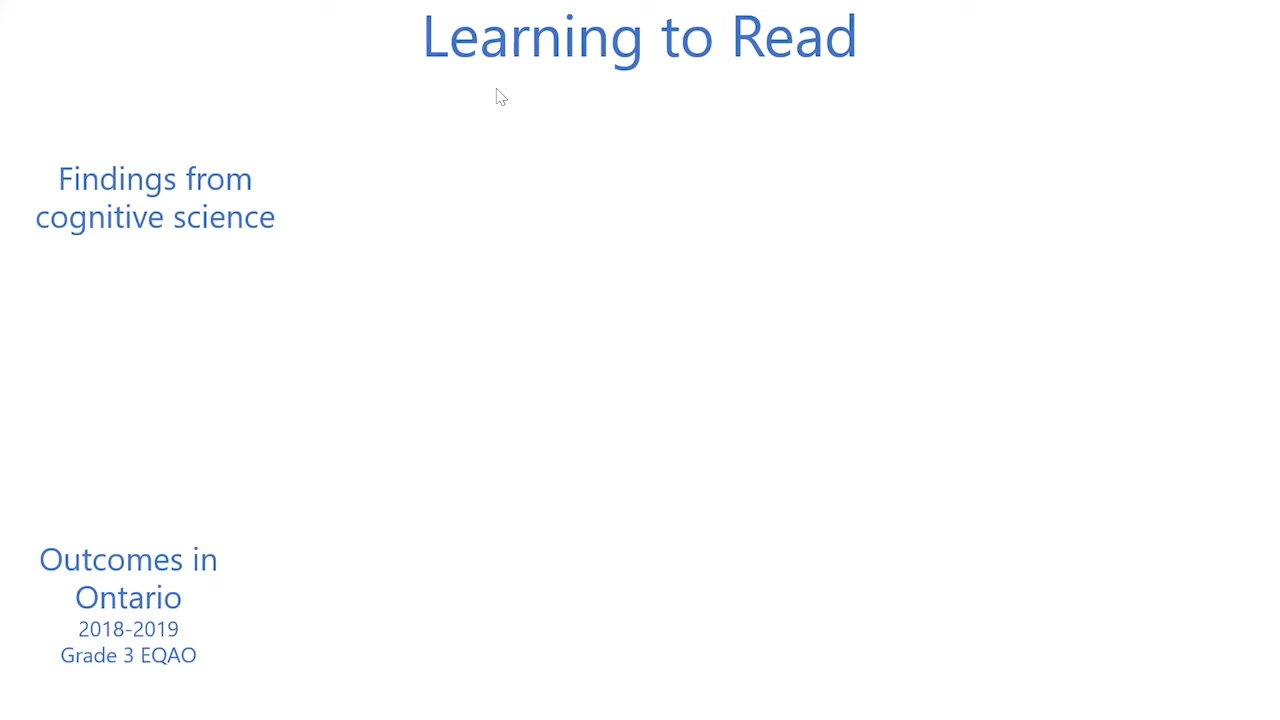 Learning to Read
Findings from
cognitive science
Outcomes in
Ontario
2018-2019
Grade 3 EQAO